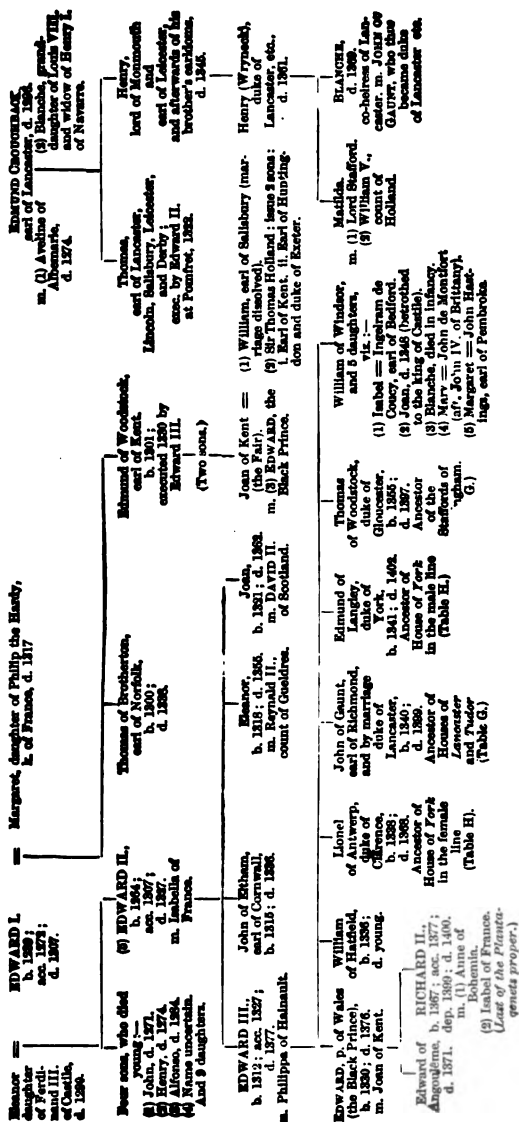 Eleanor
daughter
of Ferdi-
nand III.
of Castile,
d. 1290.
=
EDWARD I.
b. 1239;
acc. 1272;
d. 1307.
=
Margaret, daughter of Philip the Hardy,
k. of France, d. 1317
EDMUND CROUCHBACK
earl of Lancaster, d. 1296.
m. (1) Aveline of
Albemarle,
d. 1274.
(2) Blanche, grand-
daughter of Louis VIII.
and widow of Henry I.
of Navarre.
Four sons, who died
young:—
(1) John, d. 1271.
(2) Henry, d. 1274.
(3) Alfonso, d. 1284.
(4) Name uncertain.
And 9 daughters.
(5) EDWARD II.,
b. 1284;
acc. 1307;
d. 1327.
m. Isabella of
France.
Thomas of Brotherton,
earl of Norfolk,
b. 1300;
d. 1338.
Edmund of Woodstock,
earl of Kent.
b. 1301;
executed 1330 by
Edward III.
(Two sons.)
Thomas,
earl of Lancaster,
Lincoln, Salisbury, Leicester,
and Derby;
exec. by Edward II.
at Pomfret, 1322.
Henry,
lord of Monmouth
and
earl of Leicester,
and afterwards of his
brother's earldoms,
d. 1345.
EDWARD III.,
b. 1312; acc. 1327;
d. 1377.
m. Philippa of Hainault.
John of Eltham,
earl of Cornwall,
b. 1315; d. 1336.
Eleanor,
b. 1318; d. 1355.
m. Raynald II.,
count of Gueldres.
Joan,
b. 1321; d. 1362.
m. DAVID II.
of Scotland.
Joan of Kent =
(the Fair).
m. (3) EDWARD, the
Black Prince.
(1) William, earl of Salisbury (mar-
riage dissolved).
(2) Sir Thomas Holland: issue 2 sons:
i. Earl of Kent. ii. Earl of Hunting-
don and duke of Exeter.
Henry (Wryneck),
duke of
Lancaster, etc.,
d. 1361.
EDWARD, p. of Wales
(the Black Prince),
b. 1330; d. 1376.
m. Joan of Kent.
William
of Hatfield,
b. 1336;
d. young.
Lionel
of Antwerp,
duke of
Clarence,
b. 1338;
d. 1368.
Ancestor of
House of York
in the female
line
(Table H).
John of Gaunt,
earl of Richmond,
and by marriage
duke of
Lancaster,
b. 1340;
d. 1399.
Ancestor of
Houses of
Lancaster
and Tudor
(Table G.)
Edmund of
Langley,
duke of
York,
b. 1341; d. 1402.
Ancestor of
House of York
in the male line
(Table H.)
Thomas
of Woodstock,
duke of
Gloucester,
b. 1355;
d. 1397.
Ancestor
of the
Staffords of
G.)
William of Windsor,
and 5 daughters,
viz.:—
(1) Isabel = Ingelram de
Coucy, earl of Bedford.
(2) Joan, d. 1348 (betrothed
to the king of Castile).
(3) Blanche, died in infancy.
(4) Mary = John de Montfort
(aft. John IV. of Brittany).
(5) Margaret = John Hast-
ings, earl of Pembroke.
Matilda.
m. (1) Lord Stafford.
(2) William V.,
count of
Holland.
BLANCHE,
d. 1369.
co-heiress of Lan-
caster. m. JOHN OF
GAUNT, who thus
became duke
of Lancaster etc.
Edward of
Angoulême,
d. 1371.
RICHARD II.,
b. 1367; acc. 1377;
dep. 1399; d. 1400.
m. (1) Anne of
Bohemia.
(2) Isabel of France.
(Last of the Planta-
genets proper.)